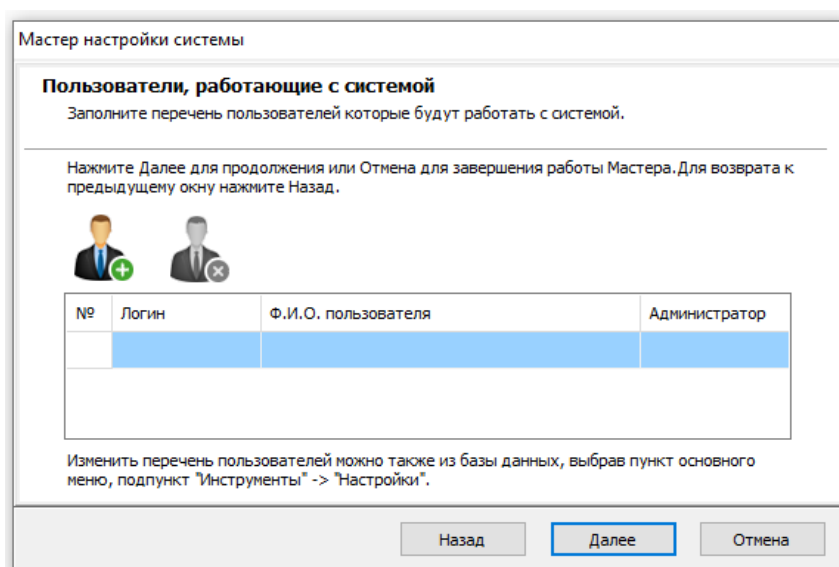 Мастер настройки системы
Пользователи, работающие с системой
Заполните перечень пользователей которые будут работать с системой.
Нажмите Далее для продолжения или Отмена для завершения работы Мастера.Для возврата к
предыдущему окну нажмите Назад.
№ Логин Ф.И.О. пользователя Администратор
Изменить перечень пользователей можно также из базы данных, выбрав пункт основного
меню, подпункт "Инструменты" -> "Настройки".
Назад Далее Отмена